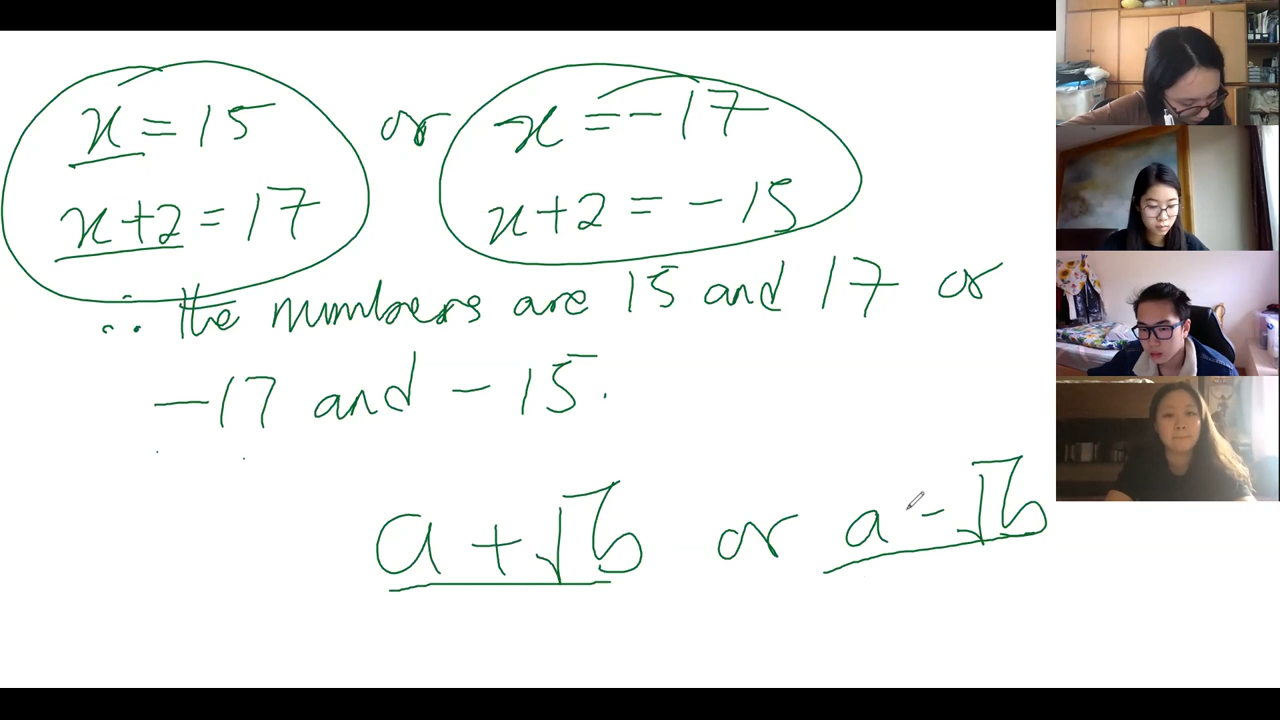 x = 15 or x = -17
x+2 = 17 x+2 = -15
∴ the numbers are 15 and 17 or
-17 and -15.
a + √b or a - √b